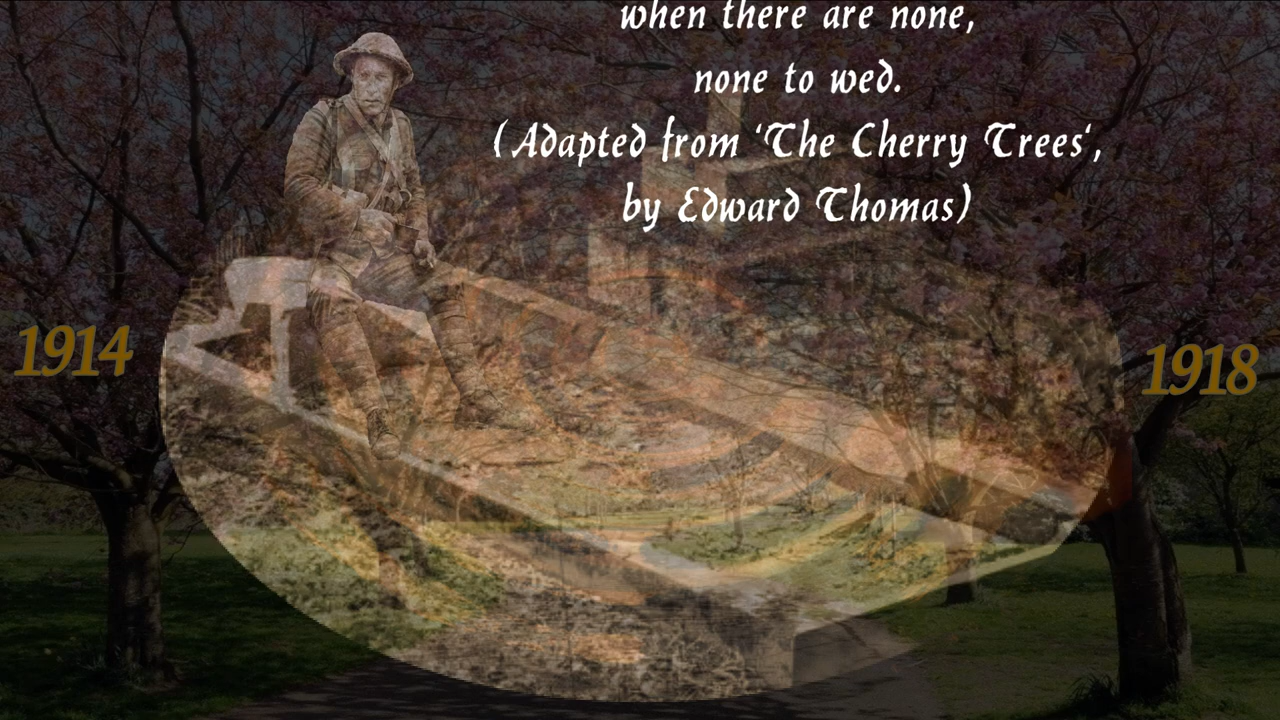 when there are none,
none to wed.
(Adapted from ‘The Cherry Trees‘,
by Edward Thomas)
1914
1918